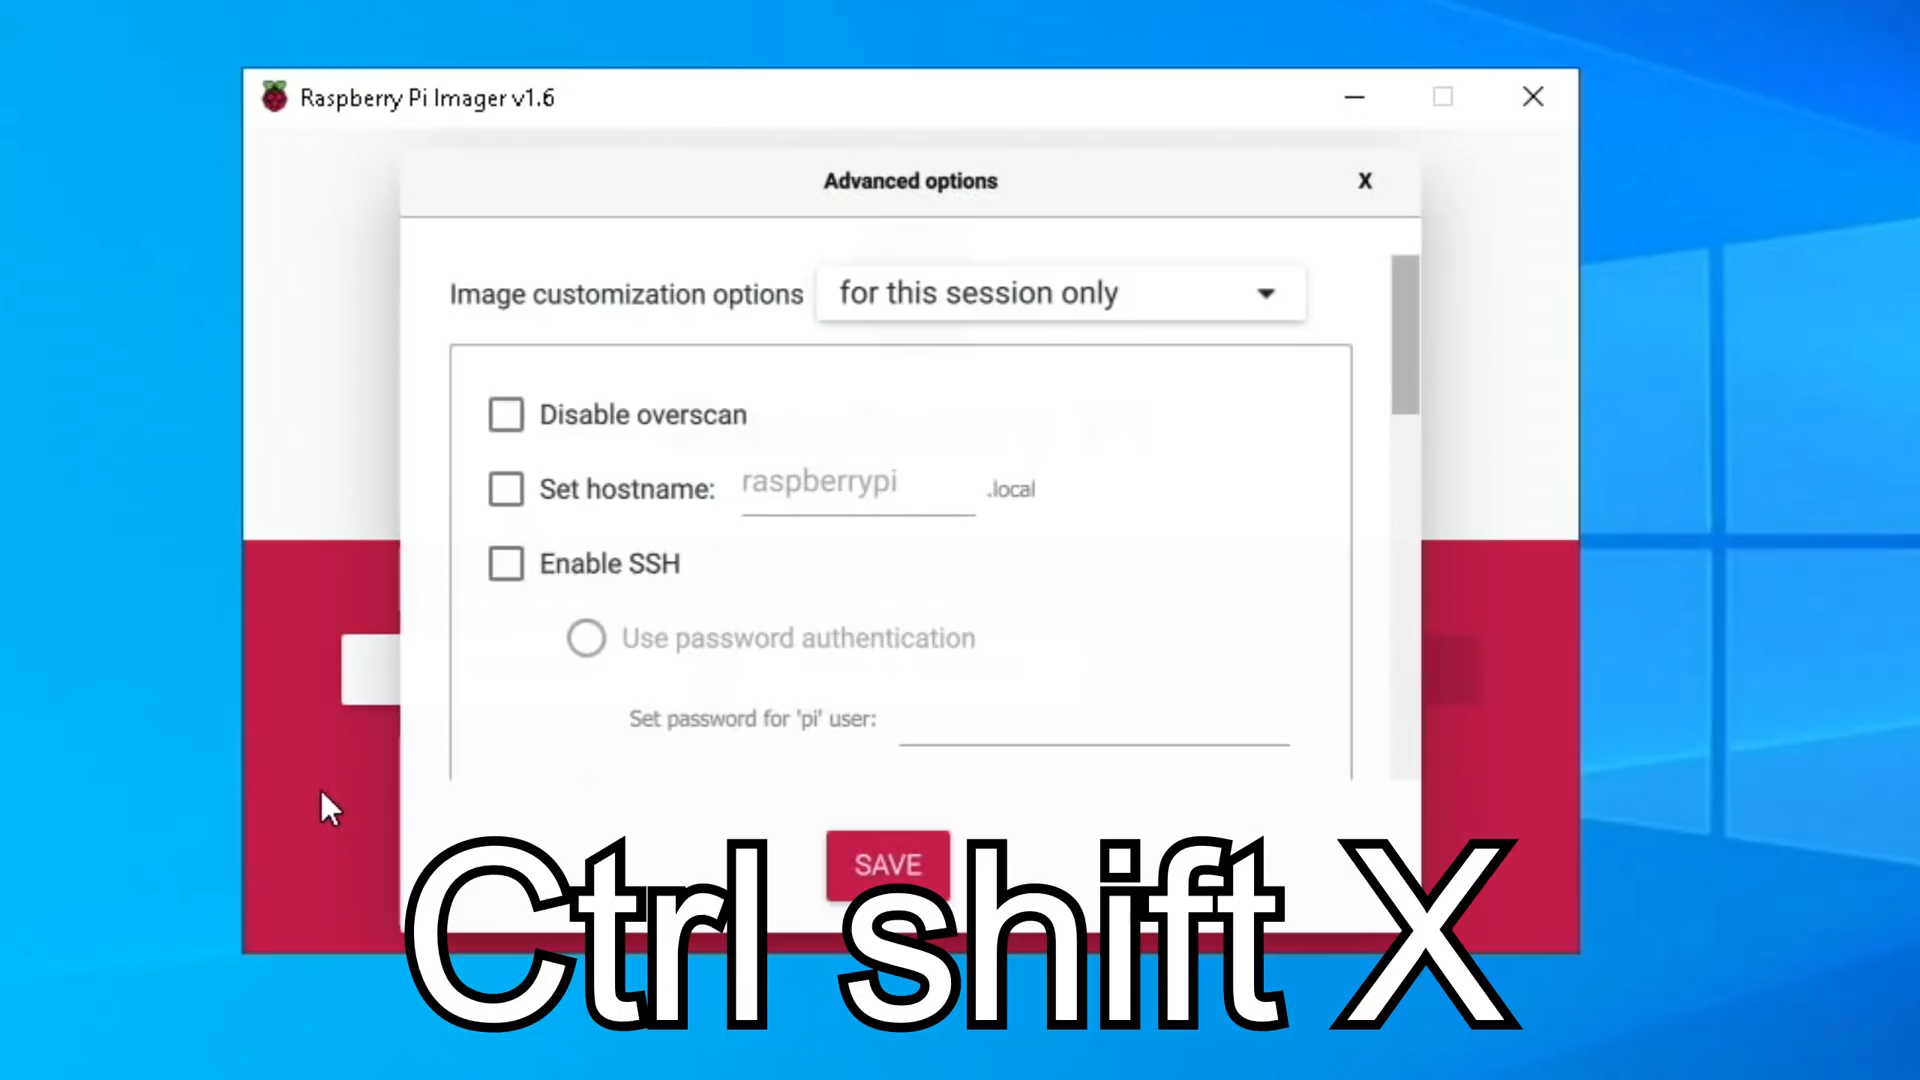 Raspberry Pi Imager v1.6
Advanced options X
Image customization options for this session only
Disable overscan
Set hostname: raspberrypi .local
Enable SSH
Use password authentication
Set password for 'pi' user:
SAVE
Ctrl shift X